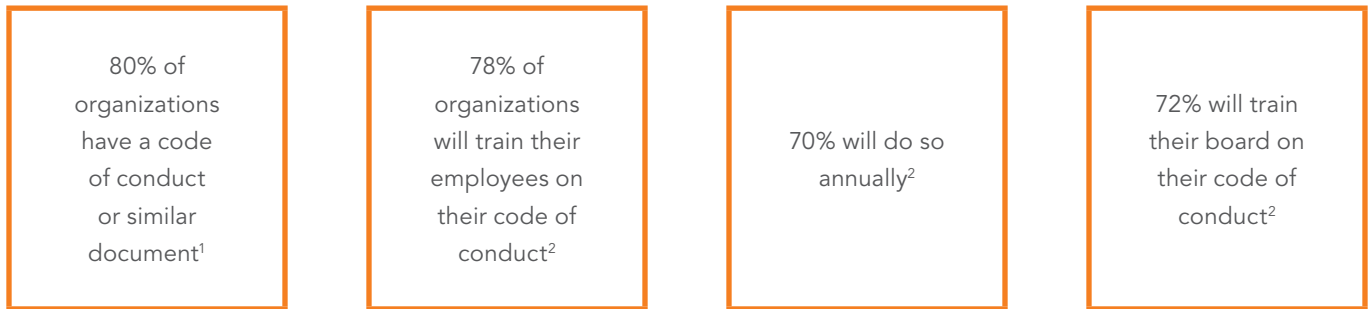 80% of
organizations
have a code
of conduct
or similar
document¹
78% of
organizations
will train their
employees on
their code of
conduct²
70% will do so
annually²
72% will train
their board on
their code of
conduct²